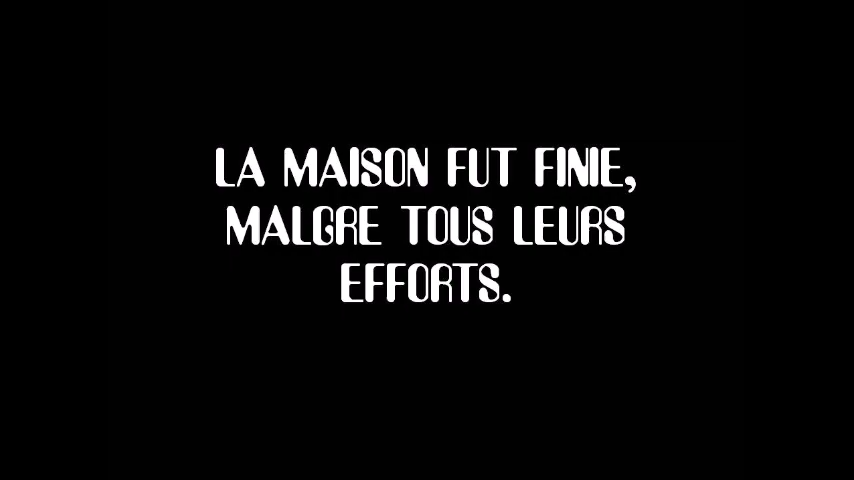 LA MAISON FUT FINIE,
MALGRE TOUS LEURS
EFFORTS.